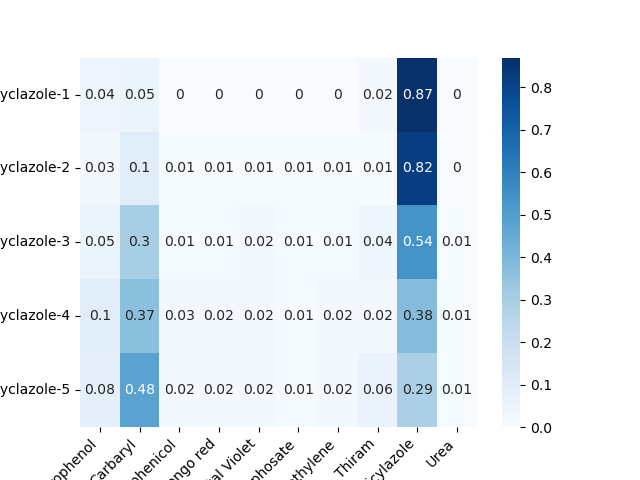 yclazole-1 0.04 0.05 0 0 0 0 0 0.02 0.87 0
yclazole-2 0.03 0.1 0.01 0.01 0.01 0.01 0.01 0.01 0.82 0
yclazole-3 0.05 0.3 0.01 0.01 0.02 0.01 0.01 0.04 0.54 0.01
yclazole-4 0.1 0.37 0.03 0.02 0.02 0.01 0.02 0.02 0.38 0.01
yclazole-5 0.08 0.48 0.02 0.02 0.02 0.01 0.02 0.06 0.29 0.01
ophenol
Carbaryl
phenicol
ongo red
al Violet
phosate
thylene
Thiram
icylazole
Urea
0.8
0.7
0.6
0.5
0.4
0.3
0.2
0.1
0.0